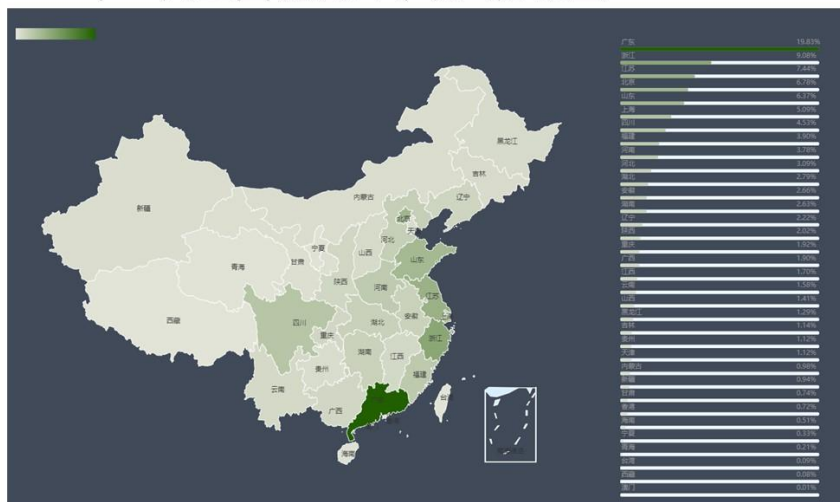 黑龙江
吉林
辽宁
内蒙古
新疆
北京
河北
宁夏
山西
山东
甘肃
青海
陕西
河南
江苏
安徽
西藏
四川
湖北
重庆
浙江
湖南
江西
贵州
福建
云南
广西
台湾
海南
广东 19.83%
浙江 9.08%
江苏 7.44%
北京 6.78%
山东 6.37%
上海 5.09%
四川 4.53%
福建 3.90%
河南 3.78%
河北 3.09%
湖北 2.79%
安徽 2.66%
湖南 2.63%
辽宁 2.22%
陕西 2.02%
重庆 1.92%
广西 1.90%
江西 1.70%
云南 1.58%
山西 1.41%
黑龙江 1.29%
吉林 1.14%
贵州 1.12%
天津 1.12%
内蒙古 0.98%
新疆 0.94%
甘肃 0.74%
香港 0.72%
海南 0.51%
宁夏 0.33%
青海 0.21%
台湾 0.09%
西藏 0.08%
澳门 0.01%